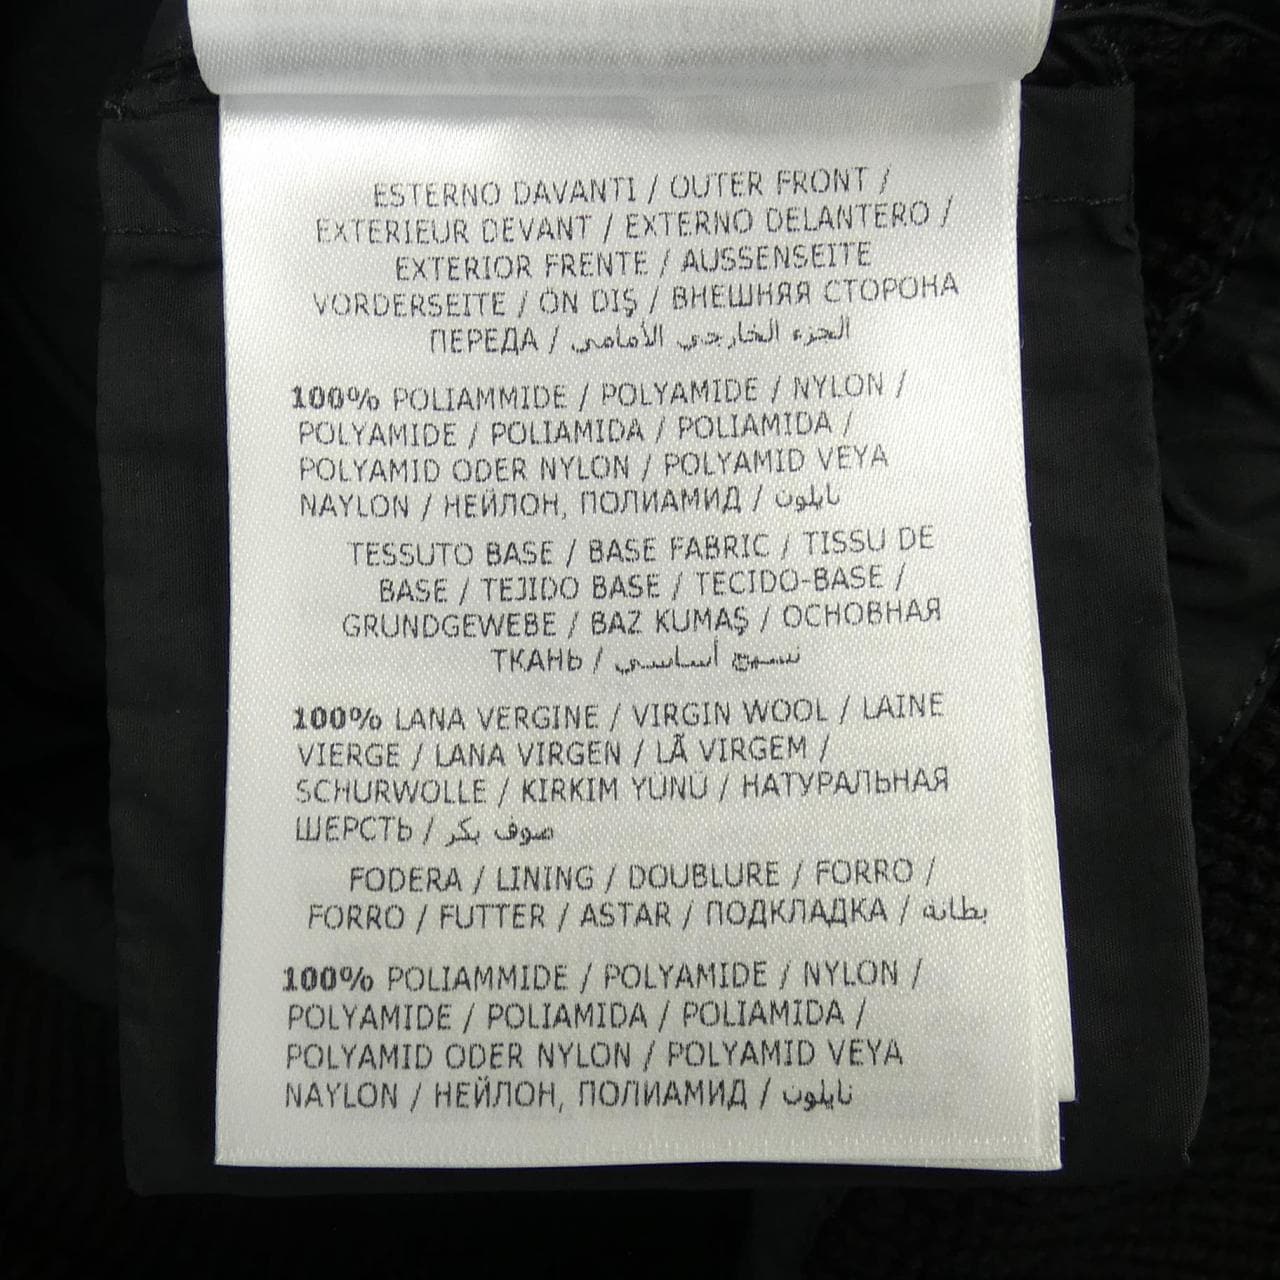 ESTERNO DAVANTI / OUTER FRONT /
EXTERIEUR DEVANT / EXTERNO DELANTERO /
EXTERIOR FRENTE / AUSSENSEITE
VORDERSEITE / ÖN DIŞ / ВНЕШНЯЯ СТОРОНА
ПЕРЕДА / الجزء الخارجي الأمامي
100% POLIAMMIDE / POLYAMIDE / NYLON /
POLYAMIDE / POLIAMIDA / POLIAMIDA /
POLYAMID ODER NYLON / POLYAMID VEYA
NAYLON / НЕЙЛОН, ПОЛИАМИД / نايلون
TESSUTO BASE / BASE FABRIC / TISSU DE
BASE / TEJIDO BASE / TECIDO-BASE /
GRUNDGEWEBE / BAZ KUMAŞ / ОСНОВНАЯ
ТКАНЬ / نسيج أساسي
100% LANA VERGINE / VIRGIN WOOL / LAINE
VIERGE / LANA VIRGEN / LÃ VIRGEM /
SCHURWOLLE / KIRKIM YÜNÜ / НАТУРАЛЬНАЯ
ШЕРСТЬ / صوف بكر
FODERA / LINING / DOUBLURE / FORRO /
FORRO / FUTTER / ASTAR / ПОДКЛАДКА / بطانة
100% POLIAMMIDE / POLYAMIDE / NYLON /
POLYAMIDE / POLIAMIDA / POLIAMIDA /
POLYAMID ODER NYLON / POLYAMID VEYA
NAYLON / НЕЙЛОН, ПОЛИАМИД / نايلون